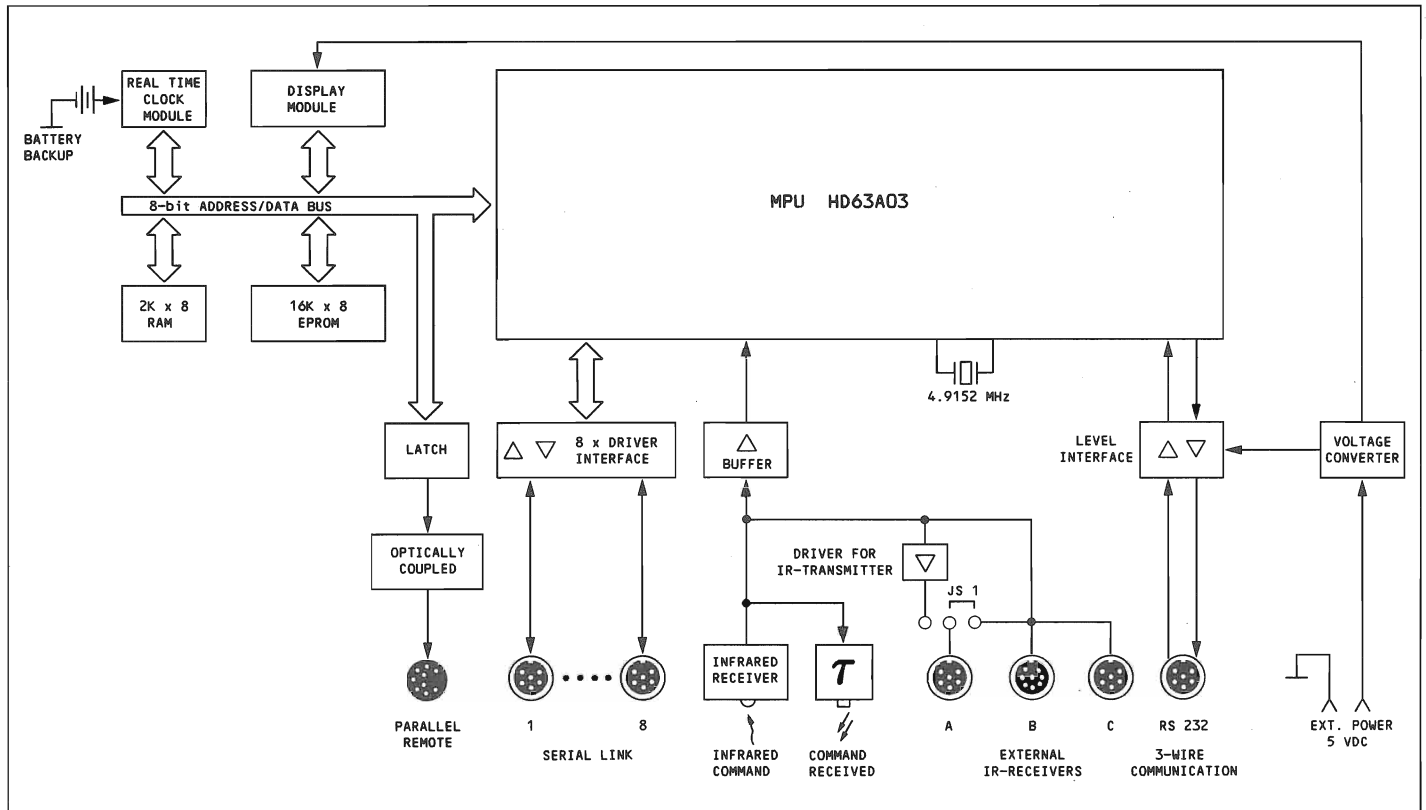 REAL TIME
CLOCK
MODULE
DISPLAY
MODULE
BATTERY
BACKUP
MPU HD63A03
8-bit ADDRESS/DATA BUS
2K x 8
RAM
16K x 8
EPROM
4.9152 MHz
LATCH
8 x DRIVER
INTERFACE
BUFFER
LEVEL
INTERFACE
VOLTAGE
CONVERTER
OPTICALLY
COUPLED
DRIVER FOR
IR-TRANSMITTER
JS 1
INFRARED
RECEIVER
τ
PARALLEL
REMOTE
1
8
SERIAL LINK
INFRARED
COMMAND
COMMAND
RECEIVED
A
B
C
EXTERNAL
IR-RECEIVERS
RS 232
3-WIRE
COMMUNICATION
EXT. POWER
5 VDC